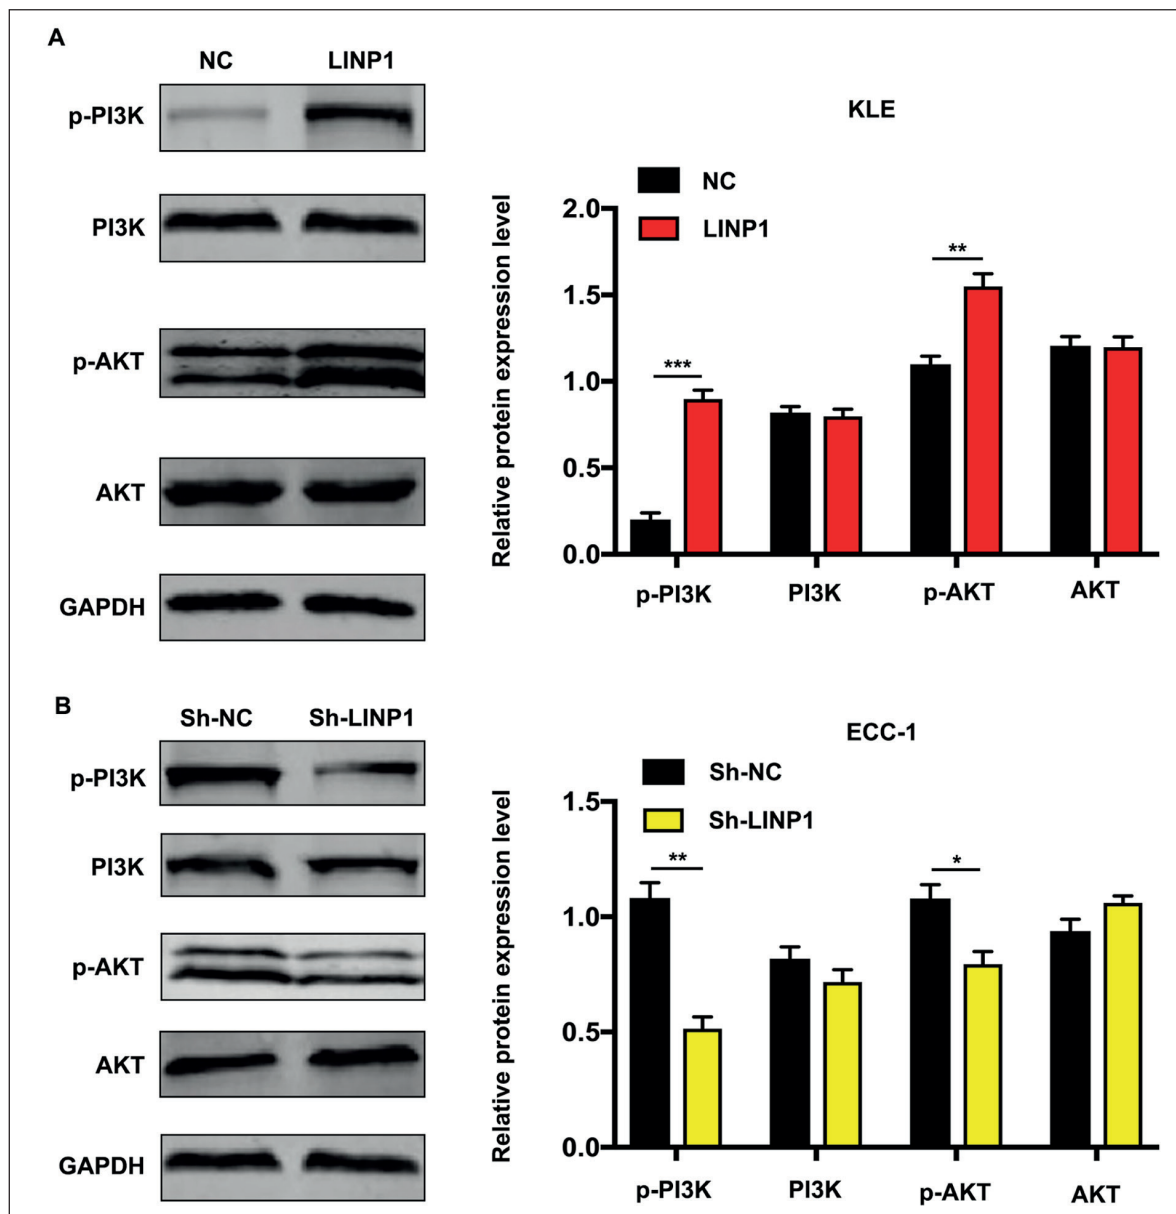 A
NC LINP1
p-PI3K
PI3K
p-AKT
AKT
GAPDH
KLE
NC
LINP1
Relative protein expression level
2.0
1.5
1.0
0.5
0.0
***
**
p-PI3K PI3K p-AKT AKT
B
Sh-NC Sh-LINP1
p-PI3K
PI3K
p-AKT
AKT
GAPDH
ECC-1
Sh-NC
Sh-LINP1
Relative protein expression level
1.5
1.0
0.5
0.0
**
*
p-PI3K PI3K p-AKT AKT